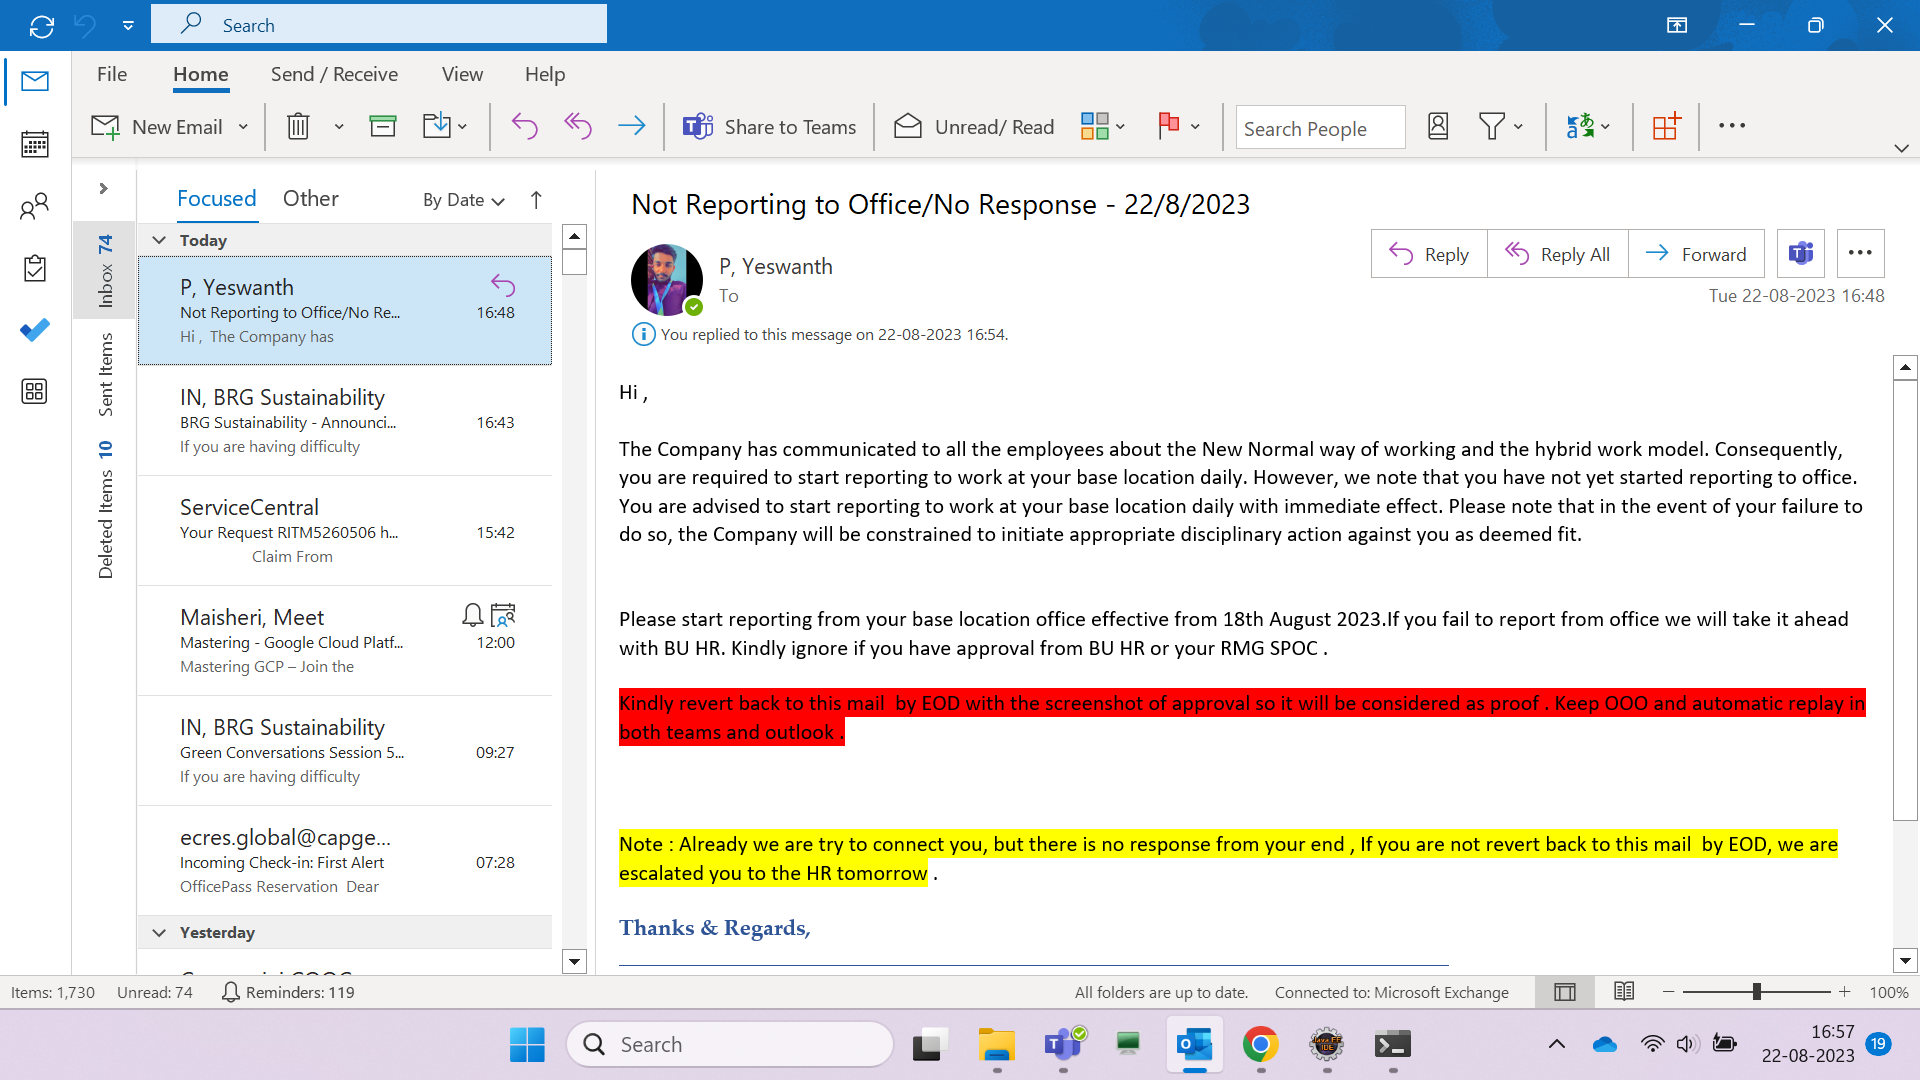 Search
File
Home
Send / Receive
View
Help
New Email
Share to Teams
Unread/ Read
Search People
Inbox 74
Sent Items
Deleted Items 10
Focused
Other
By Date
Today
P, Yeswanth
Not Reporting to Office/No Re... 16:48
Hi , The Company has
IN, BRG Sustainability
BRG Sustainability - Announci... 16:43
If you are having difficulty
ServiceCentral
Your Request RITM5260506 h... 15:42
Claim From
Maisheri, Meet
Mastering - Google Cloud Platf... 12:00
Mastering GCP – Join the
IN, BRG Sustainability
Green Conversations Session 5... 09:27
If you are having difficulty
ecres.global@capge...
Incoming Check-in: First Alert 07:28
OfficePass Reservation Dear
Yesterday
Not Reporting to Office/No Response - 22/8/2023
P, Yeswanth
To
Reply
Reply All
Forward
Tue 22-08-2023 16:48
You replied to this message on 22-08-2023 16:54.
Hi ,
The Company has communicated to all the employees about the New Normal way of working and the hybrid work model. Consequently,
you are required to start reporting to work at your base location daily. However, we note that you have not yet started reporting to office.
You are advised to start reporting to work at your base location daily with immediate effect. Please note that in the event of your failure to
do so, the Company will be constrained to initiate appropriate disciplinary action against you as deemed fit.
Please start reporting from your base location office effective from 18th August 2023.If you fail to report from office we will take it ahead
with BU HR. Kindly ignore if you have approval from BU HR or your RMG SPOC .
Kindly revert back to this mail by EOD with the screenshot of approval so it will be considered as proof . Keep OOO and automatic replay in
both teams and outlook .
Note : Already we are try to connect you, but there is no response from your end , If you are not revert back to this mail by EOD, we are
escalated you to the HR tomorrow .
Thanks & Regards,
Items: 1,730
Unread: 74
Reminders: 119
All folders are up to date.
Connected to: Microsoft Exchange
100%
Search
16:57
22-08-2023
19